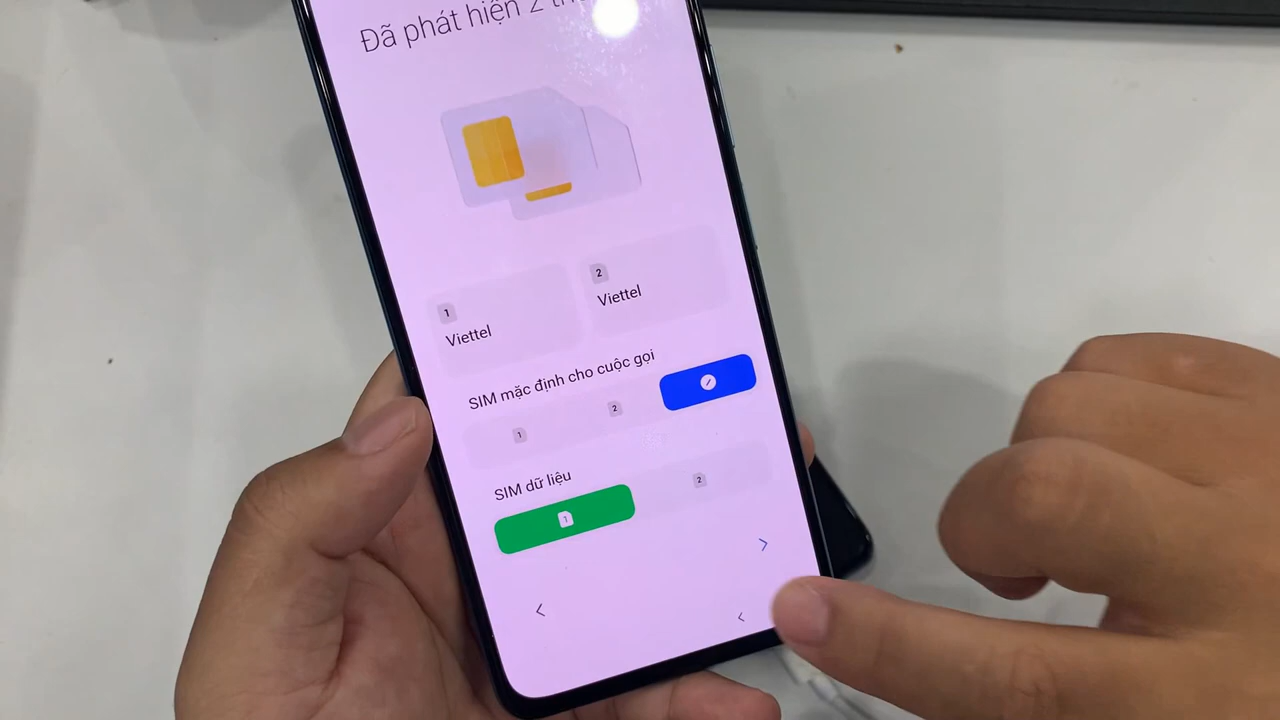 Đã phát hiện 2
1
Viettel
2
Viettel
SIM mặc định cho cuộc gọi
1
2
SIM dữ liệu
1
2